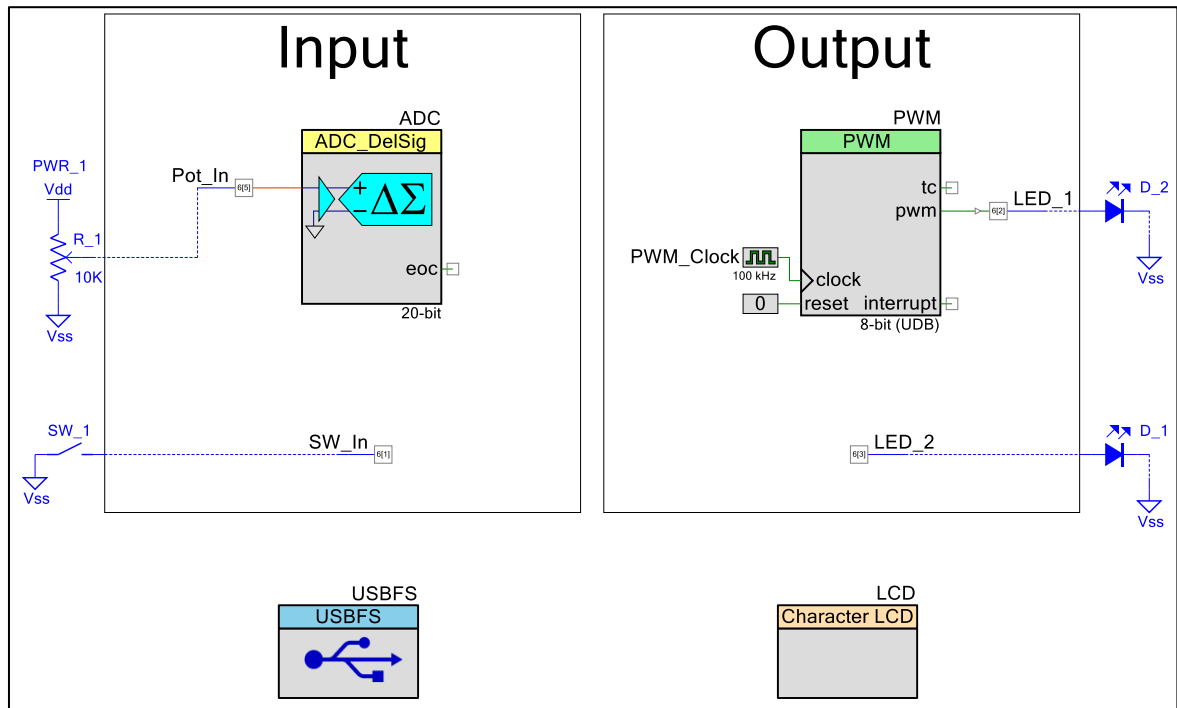 Input
Output
ADC
ADC_DelSig
+
−
ΔΣ
eoc
20-bit
PWR_1
Vdd
R_1
10K
Vss
Pot_In
6[5]
SW_1
Vss
SW_In
6[1]
PWM
PWM
tc
pwm
clock
reset
interrupt
8-bit (UDB)
PWM_Clock
100 kHz
0
6[2]
LED_1
D_2
Vss
6[3]
LED_2
D_1
Vss
USBFS
USBFS
LCD
Character LCD